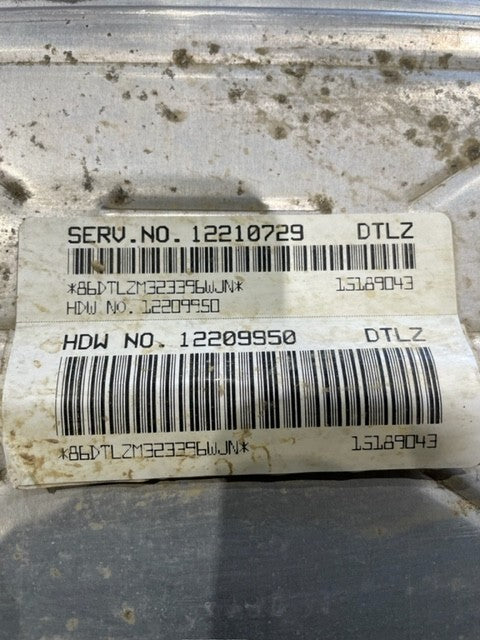 SERV.NO. 12210729 DTLZ
*86DTLZM323396WJN* 15189043
HDW NO. 12209950
HDW NO. 12209950 DTLZ
*86DTLZM323396WJN* 15189043